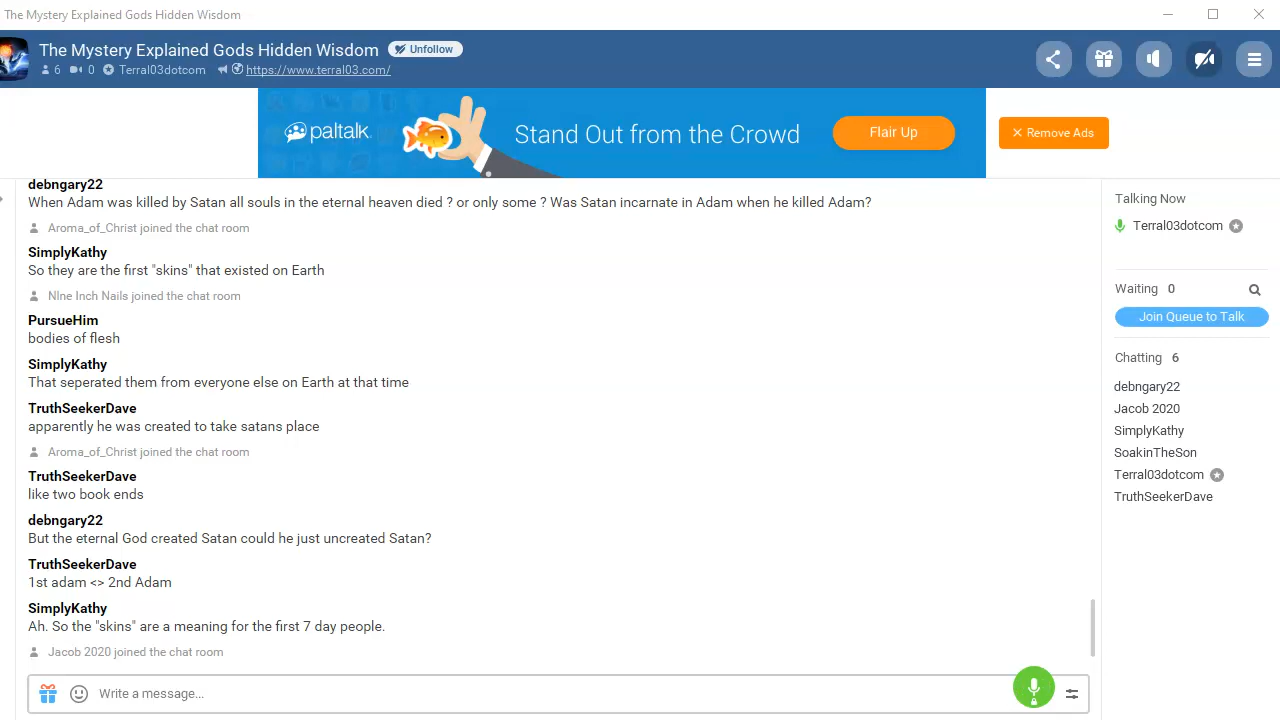 The Mystery Explained Gods Hidden Wisdom
The Mystery Explained Gods Hidden Wisdom Unfollow
6 0 Terral03dotcom https://www.terral03.com/
paltalk. Stand Out from the Crowd Flair Up Remove Ads
debngary22
When Adam was killed by Satan all souls in the eternal heaven died ? or only some ? Was Satan incarnate in Adam when he killed Adam?
Aroma_of_Christ joined the chat room
SimplyKathy
So they are the first "skins" that existed on Earth
NIne Inch Nails joined the chat room
PursueHim
bodies of flesh
SimplyKathy
That seperated them from everyone else on Earth at that time
TruthSeekerDave
apparently he was created to take satans place
Aroma_of_Christ joined the chat room
TruthSeekerDave
like two book ends
debngary22
But the eternal God created Satan could he just uncreated Satan?
TruthSeekerDave
1st adam <> 2nd Adam
SimplyKathy
Ah. So the "skins" are a meaning for the first 7 day people.
Jacob 2020 joined the chat room
Write a message...
Talking Now
Terral03dotcom
Waiting 0
Join Queue to Talk
Chatting 6
debngary22
Jacob 2020
SimplyKathy
SoakinTheSon
Terral03dotcom
TruthSeekerDave